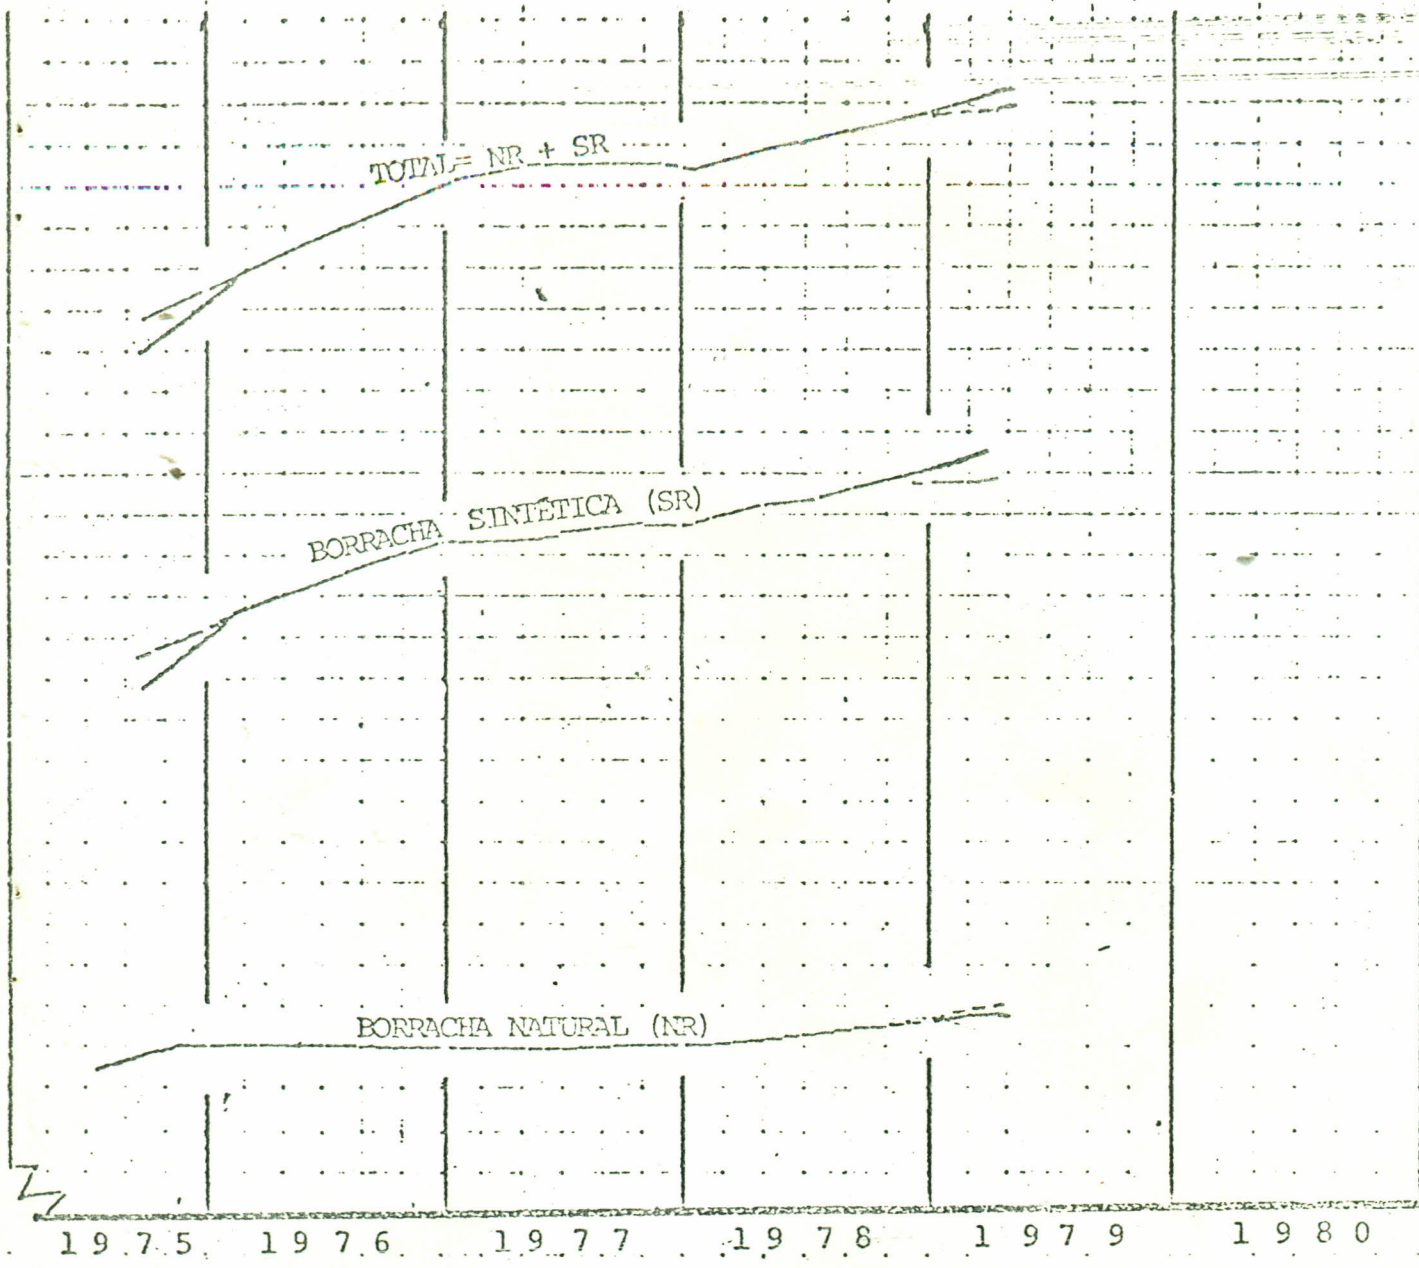 TOTAL= NR + SR
BORRACHA SINTÉTICA (SR)
BORRACHA NATURAL (NR)
1975 1976 1977 1978 1979 1980